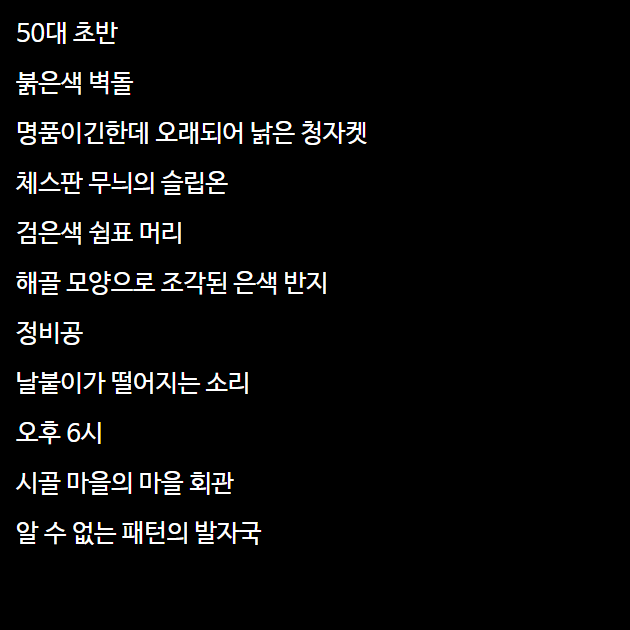 50대 초반
붉은색 벽돌
명품이긴한데 오래되어 낡은 청자켓
체스판 무늬의 슬립온
검은색 쉼표 머리
해골 모양으로 조각된 은색 반지
정비공
날붙이가 떨어지는 소리
오후 6시
시골 마을의 마을 회관
알 수 없는 패턴의 발자국